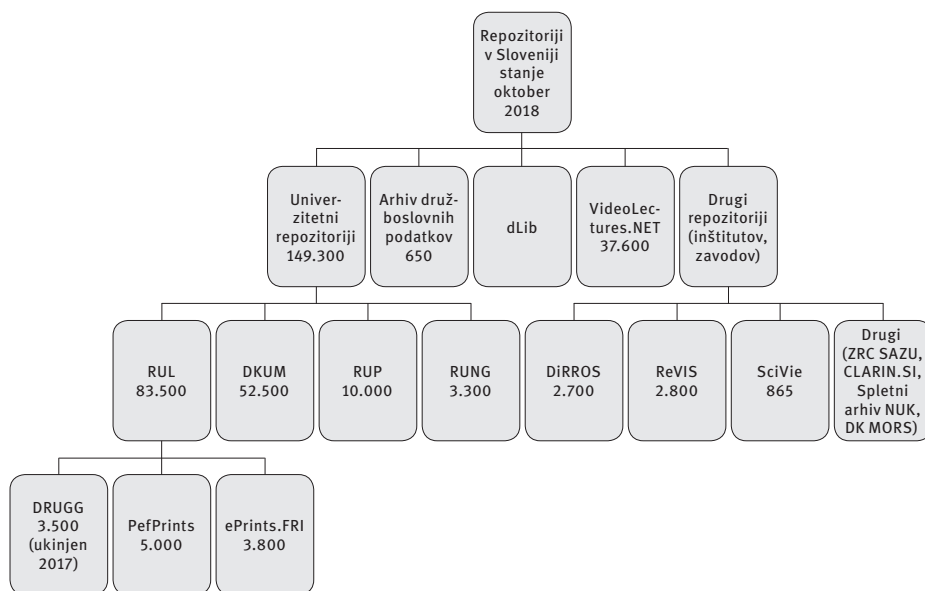 Repozitoriji
v Sloveniji
stanje
oktober
2018
Univer-
zitetni
repozitoriji
149.300
Arhiv druž-
boslovnih
podatkov
650
dLib
VideoLec-
tures.NET
37.600
Drugi
repozitoriji
(inštitutov,
zavodov)
RUL
83.500
DKUM
52.500
RUP
10.000
RUNG
3.300
DiRROS
2.700
ReVIS
2.800
SciVie
865
Drugi
(ZRC SAZU,
CLARIN.SI,
Spletni
arhiv NUK,
DK MORS)
DRUGG
3.500
(ukinjen
2017)
PefPrints
5.000
ePrints.FRI
3.800